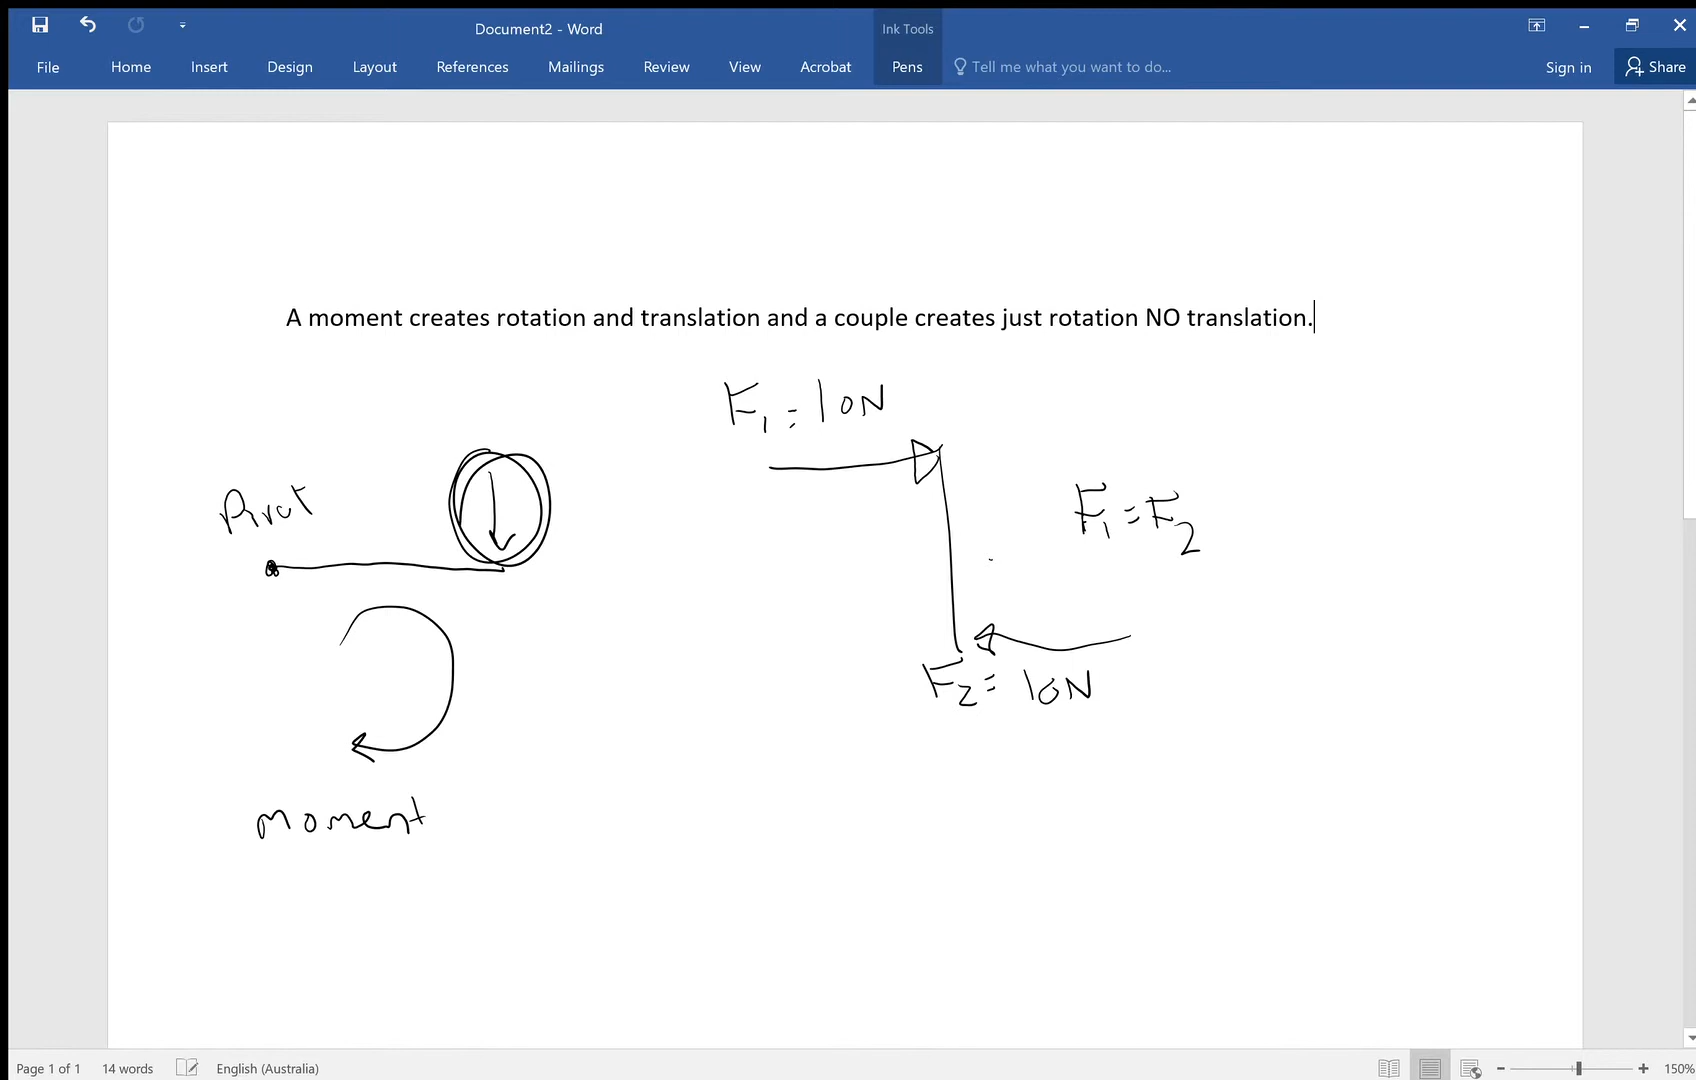 Document2 - Word
Ink Tools
File Home Insert Design Layout References Mailings Review View Acrobat Pens Tell me what you want to do... Sign in Share
A moment creates rotation and translation and a couple creates just rotation NO translation.
F1 = 10N
Pivot
F1 = F2
F2 = 10N
moment
Page 1 of 1 14 words English (Australia) 150%